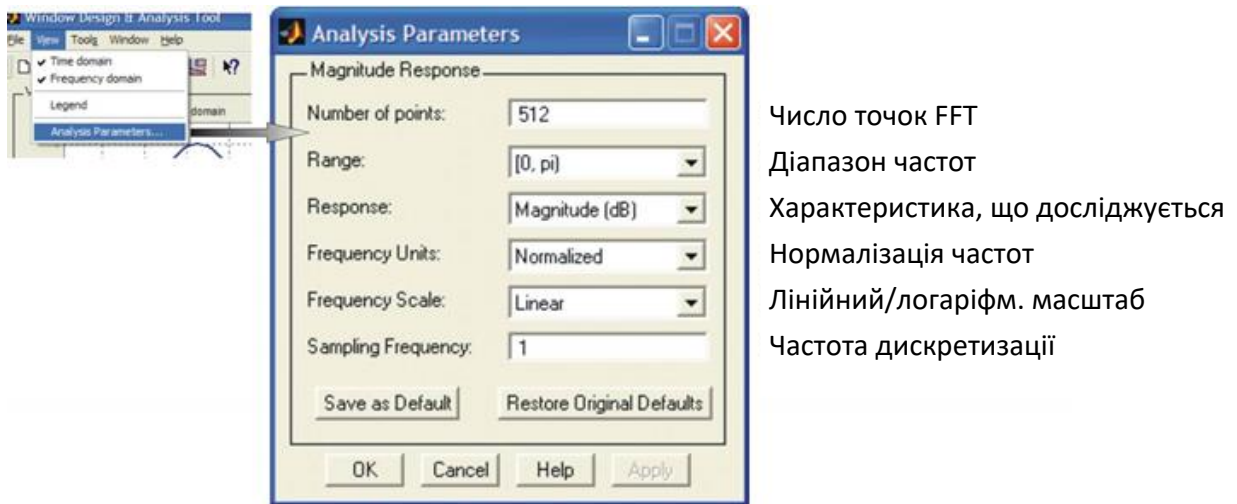 Window Design & Analysis Tool
File View Tools Window Help
Time domain
Frequency domain
Legend
Analysis Parameters...
domain
Analysis Parameters
Magnitude Response
Number of points: 512 Число точок FFT
Range: [0, pi) Діапазон частот
Response: Magnitude (dB) Характеристика, що досліджується
Frequency Units: Normalized Нормалізація частот
Frequency Scale: Linear Лінійний/логаріфм. масштаб
Sampling Frequency: 1 Частота дискретизації
Save as Default Restore Original Defaults
OK Cancel Help Apply